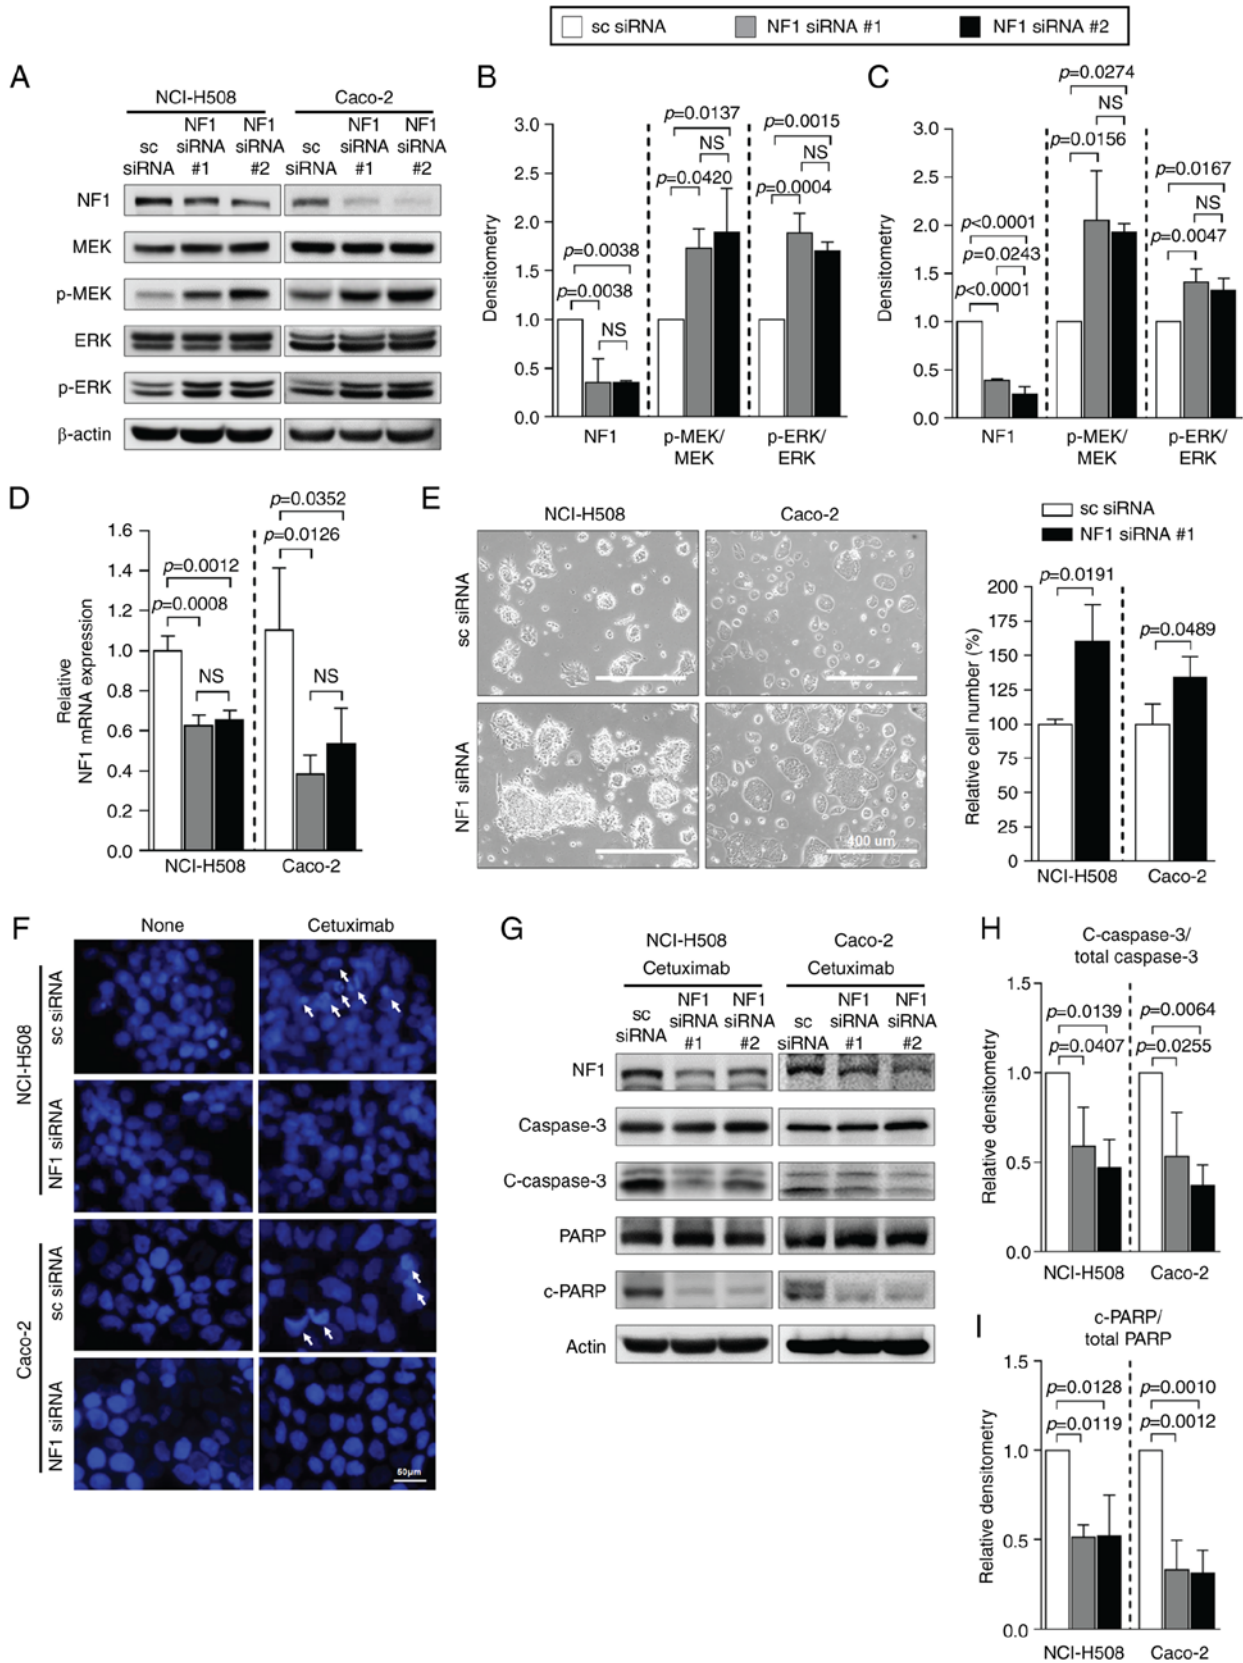 sc siRNA NF1 siRNA #1 NF1 siRNA #2
A
NCI-H508 Caco-2
sc siRNA NF1 siRNA #1 NF1 siRNA #2 sc siRNA NF1 siRNA #1 NF1 siRNA #2
NF1
MEK
p-MEK
ERK
p-ERK
β-actin
B
Densitometry
3.0
2.5
2.0
1.5
1.0
0.5
0.0
p=0.0038
p=0.0038
NS
p=0.0137
NS
p=0.0420
p=0.0015
NS
p=0.0004
NF1 p-MEK/ p-ERK/
MEK ERK
C
Densitometry
3.0
2.5
2.0
1.5
1.0
0.5
0.0
p<0.0001
p=0.0243
p<0.0001
p=0.0274
NS
p=0.0156
p=0.0167
NS
p=0.0047
NF1 p-MEK/ p-ERK/
MEK ERK
D
Relative
NF1 mRNA expression
1.6
1.4
1.2
1.0
0.8
0.6
0.4
0.2
0.0
p=0.0012
p=0.0008
NS
p=0.0352
p=0.0126
NS
NCI-H508 Caco-2
E
NCI-H508 Caco-2
sc siRNA
NF1 siRNA
400 um
sc siRNA
NF1 siRNA #1
Relative cell number (%)
200
175
150
125
100
75
50
25
0
p=0.0191
p=0.0489
NCI-H508 Caco-2
F
None Cetuximab
NCI-H508
sc siRNA
NF1 siRNA
Caco-2
sc siRNA
NF1 siRNA
50μm
G
NCI-H508 Caco-2
Cetuximab Cetuximab
sc siRNA NF1 siRNA #1 NF1 siRNA #2 sc siRNA NF1 siRNA #1 NF1 siRNA #2
NF1
Caspase-3
C-caspase-3
PARP
c-PARP
Actin
H
C-caspase-3/
total caspase-3
Relative densitometry
1.5
1.0
0.5
0.0
p=0.0139
p=0.0407
p=0.0064
p=0.0255
NCI-H508 Caco-2
I
c-PARP/
total PARP
Relative densitometry
1.5
1.0
0.5
0.0
p=0.0128
p=0.0119
p=0.0010
p=0.0012
NCI-H508 Caco-2